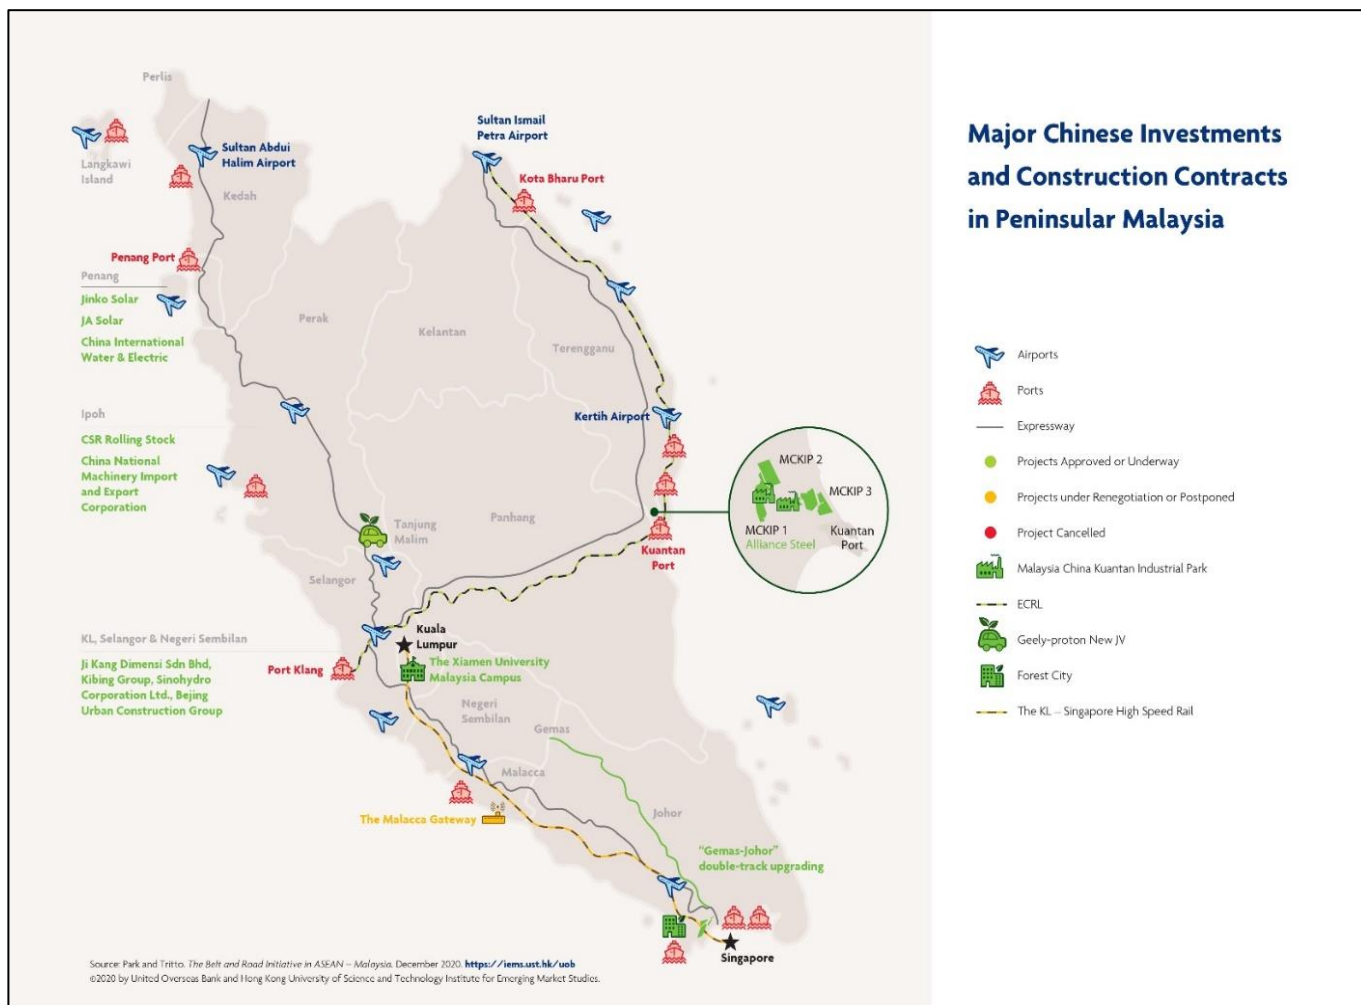 Major Chinese Investments
and Construction Contracts
in Peninsular Malaysia
Perlis
Langkawi
Island
Sultan Abdui
Halim Airport
Kedah
Sultan Ismail
Petra Airport
Kota Bharu Port
Penang Port
Penang
Jinko Solar
JA Solar
China International
Water & Electric
Perak
Kelantan
Terengganu
Ipoh
CSR Rolling Stock
China National
Machinery Import
and Export
Corporation
Kertih Airport
Tanjung
Malim
Panhang
Selangor
Kuantan
Port
MCKIP 2
MCKIP 3
MCKIP 1
Alliance Steel
Kuantan
Port
KL, Selangor & Negeri Sembilan
Ji Kang Dimensi Sdn Bhd,
Kibing Group, Sinohydro
Corporation Ltd., Bejing
Urban Construction Group
Port Klang
Kuala
Lumpur
The Xiamen University
Malaysia Campus
Negeri
Sembilan
Gemas
Malacca
The Malacca Gateway
Johor
"Gemas-Johor"
double-track upgrading
Singapore
Airports
Ports
Expressway
Projects Approved or Underway
Projects under Renegotiation or Postponed
Project Cancelled
Malaysia China Kuantan Industrial Park
ECRL
Geely-proton New JV
Forest City
The KL – Singapore High Speed Rail
Source: Park and Tritto. The Belt and Road Initiative in ASEAN – Malaysia. December 2020. https://iems.ust.hk/uob
©2020 by United Overseas Bank and Hong Kong University of Science and Technology Institute for Emerging Market Studies.